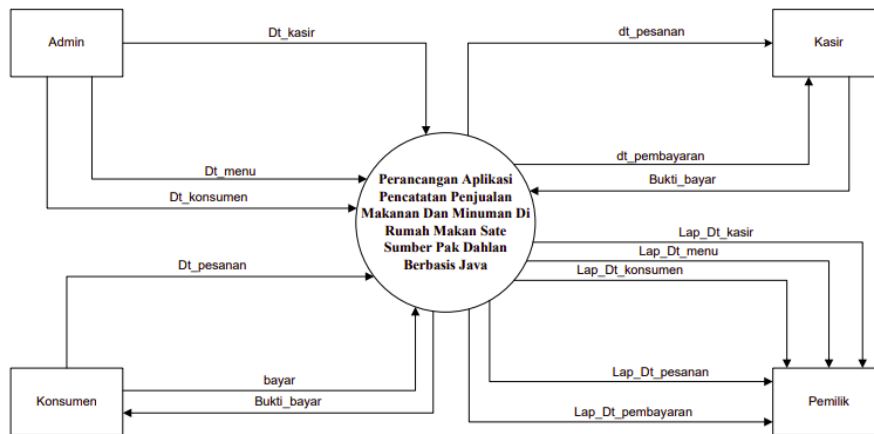 Admin
Dt_kasir
dt_pesanan
Kasir
Dt_menu
Dt_konsumen
dt_pembayaran
Bukti_bayar
Perancangan Aplikasi
Pencatatan Penjualan
Makanan Dan Minuman Di
Rumah Makan Sate
Sumber Pak Dahlan
Berbasis Java
Lap_Dt_kasir
Lap_Dt_menu
Lap_Dt_konsumen
Dt_pesanan
Konsumen
bayar
Bukti_bayar
Lap_Dt_pesanan
Lap_Dt_pembayaran
Pemilik